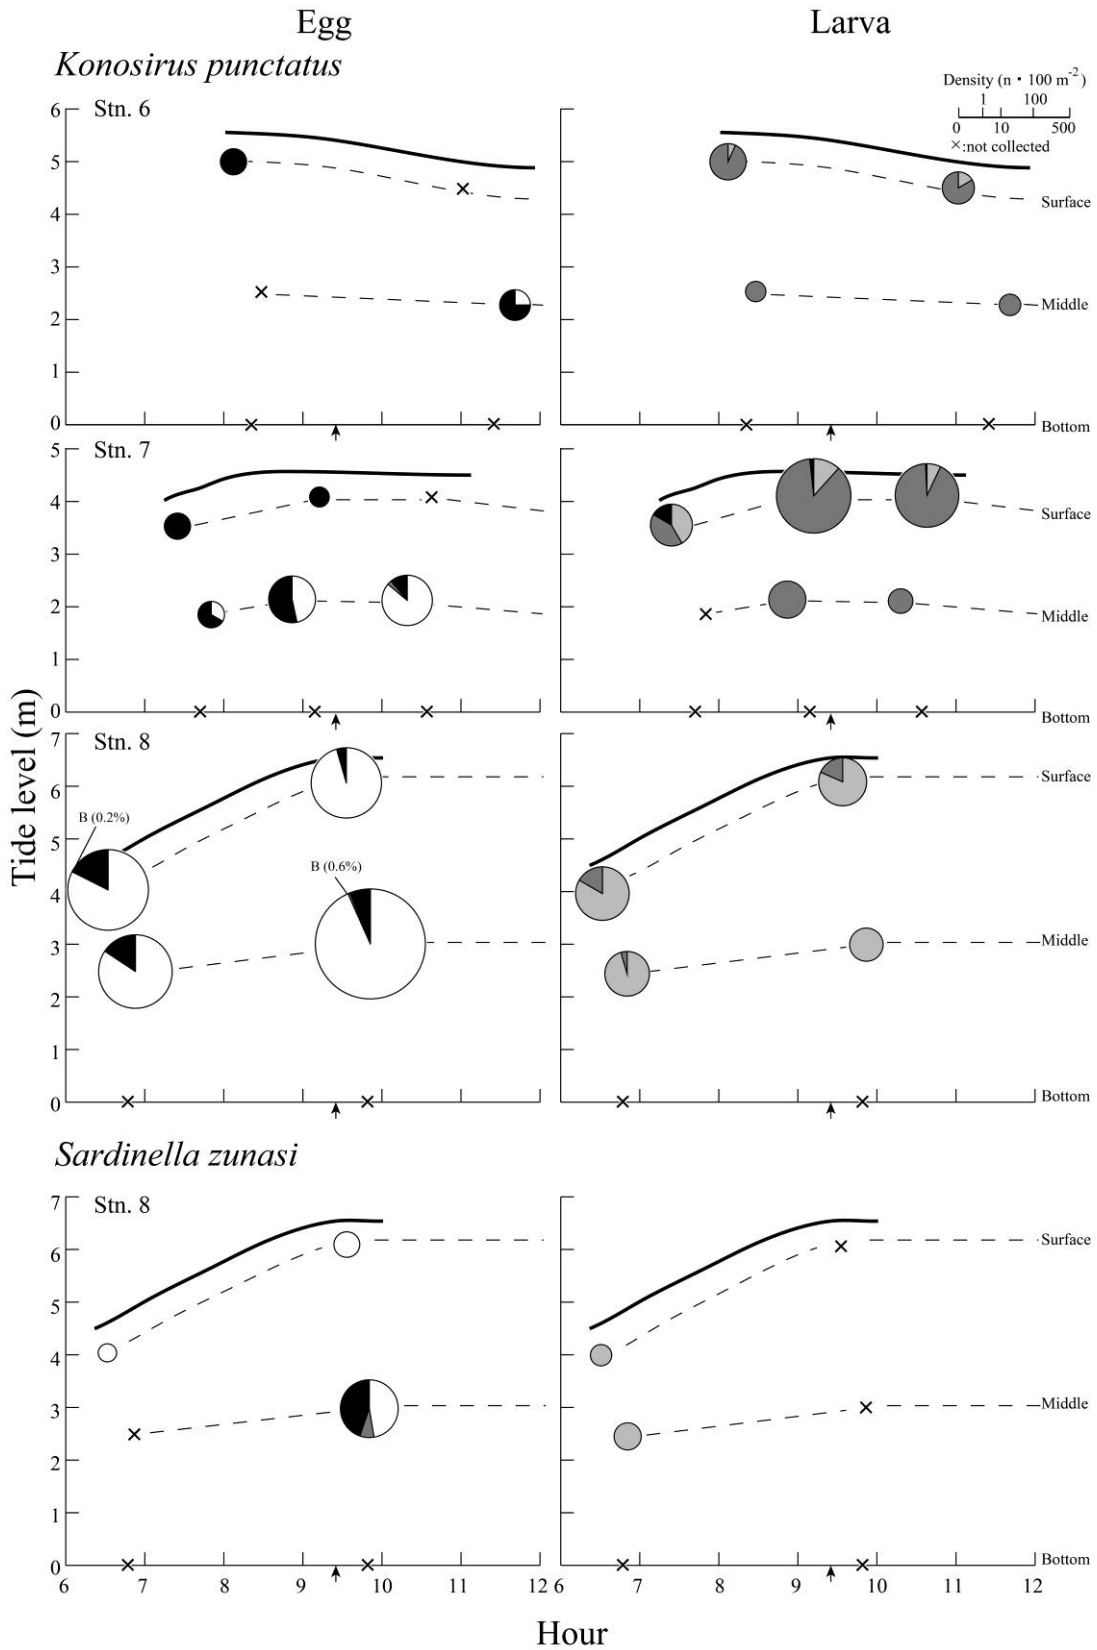 Egg
Larva
Konosirus punctatus
Density (n・100 m-2)
1 100
0 10 500
×:not collected
Stn. 6
6
5
4
3
2
1
0
Surface
Middle
Bottom
Stn. 7
5
4
3
2
1
0
Surface
Middle
Bottom
Stn. 8
7
6
5
4
3
2
1
0
B (0.2%)
B (0.6%)
Surface
Middle
Bottom
Tide level (m)
Sardinella zunasi
Stn. 8
7
6
5
4
3
2
1
0
Surface
Middle
Bottom
6 7 8 9 10 11 12 6 7 8 9 10 11 12
Hour